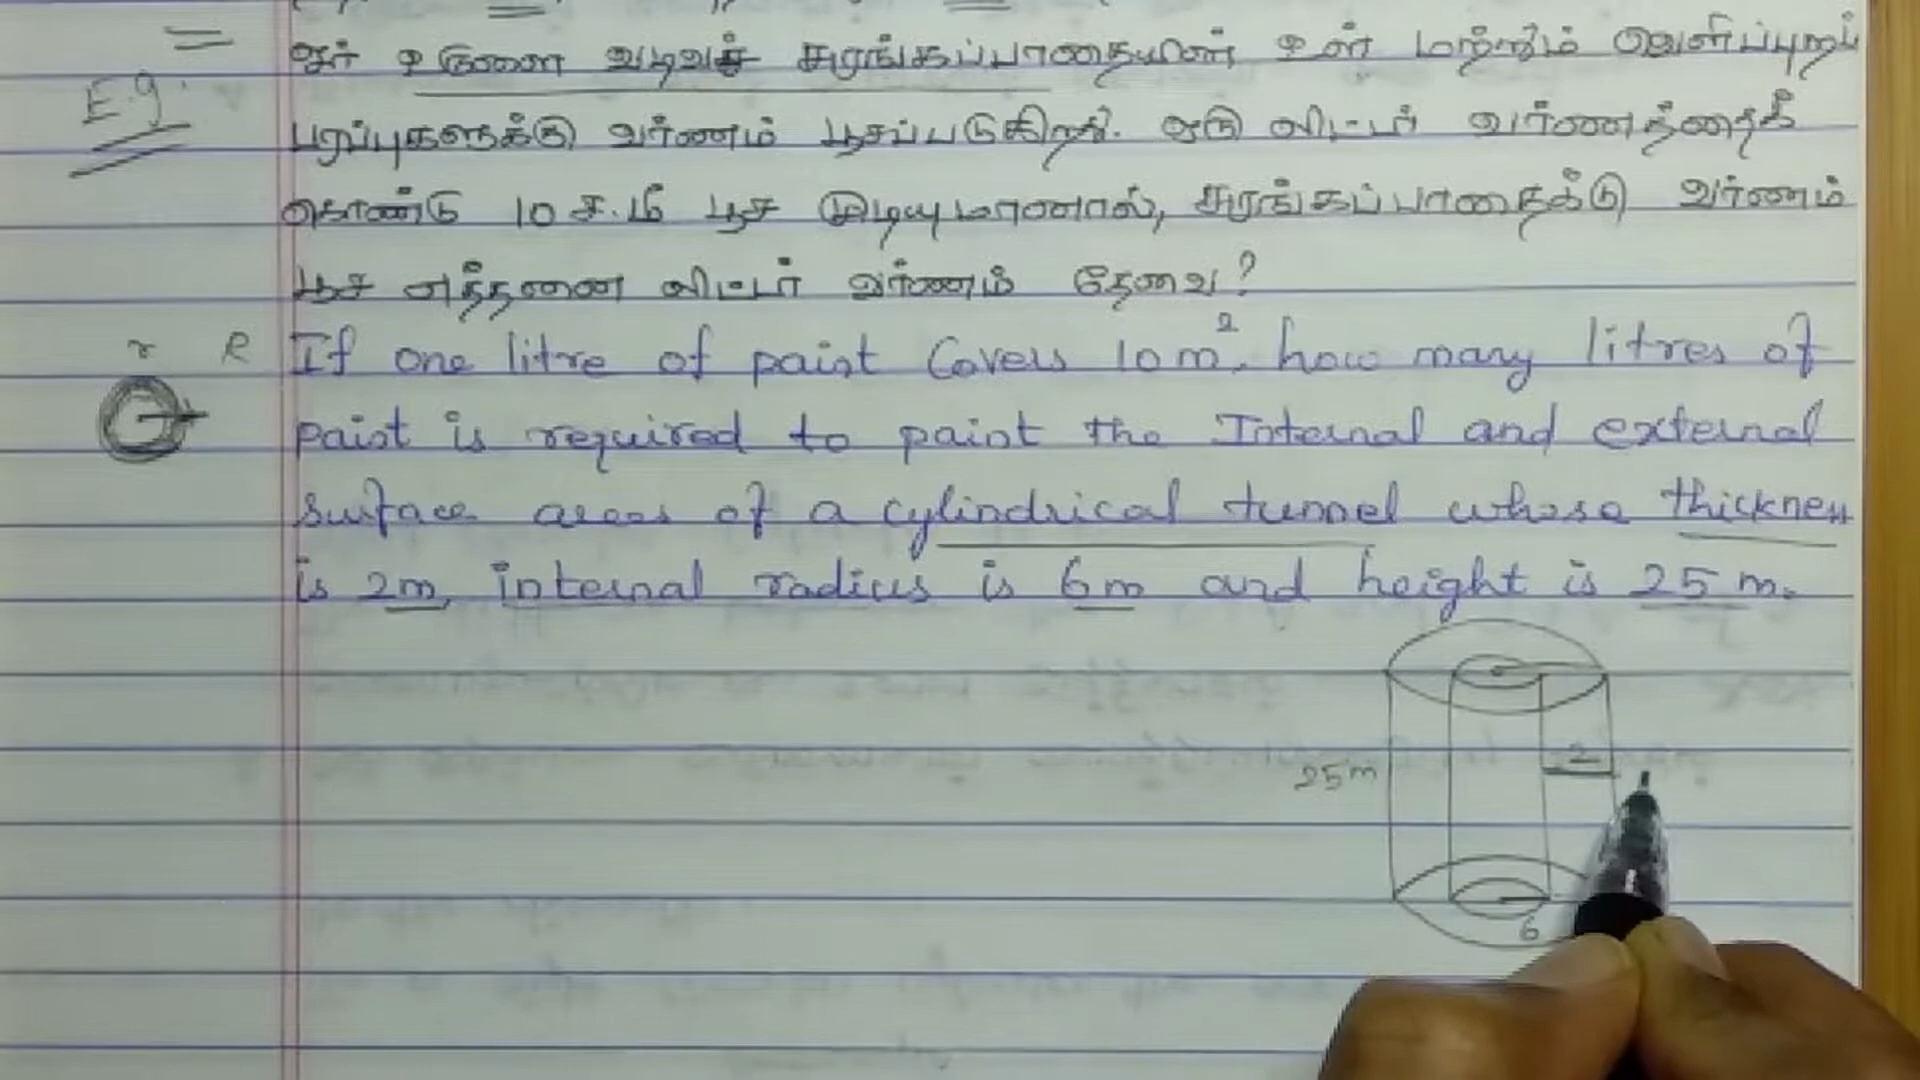 ஓர் உருளை வடிவச் சுரங்கப்பாதையின் உள் மற்றும் வெளிப்புறப்
E.g.
பரப்புகளுக்கு வர்ணம் பூசப்படுகிறது. ஒரு லிட்டர் வர்ணத்தைக்
கொண்டு 10 ச.மீ பூச முடியுமானால், சுரங்கப்பாதைக்கு வர்ணம்
பூச எத்தனை லிட்டர் வர்ணம் தேவை?
r R If one litre of paint Covers 10m², how many litres of
paint is required to paint the Internal and external
surface areas of a cylindrical tunnel whose thickness
is 2m, internal radius is 6m and height is 25 m.
2
25m
6